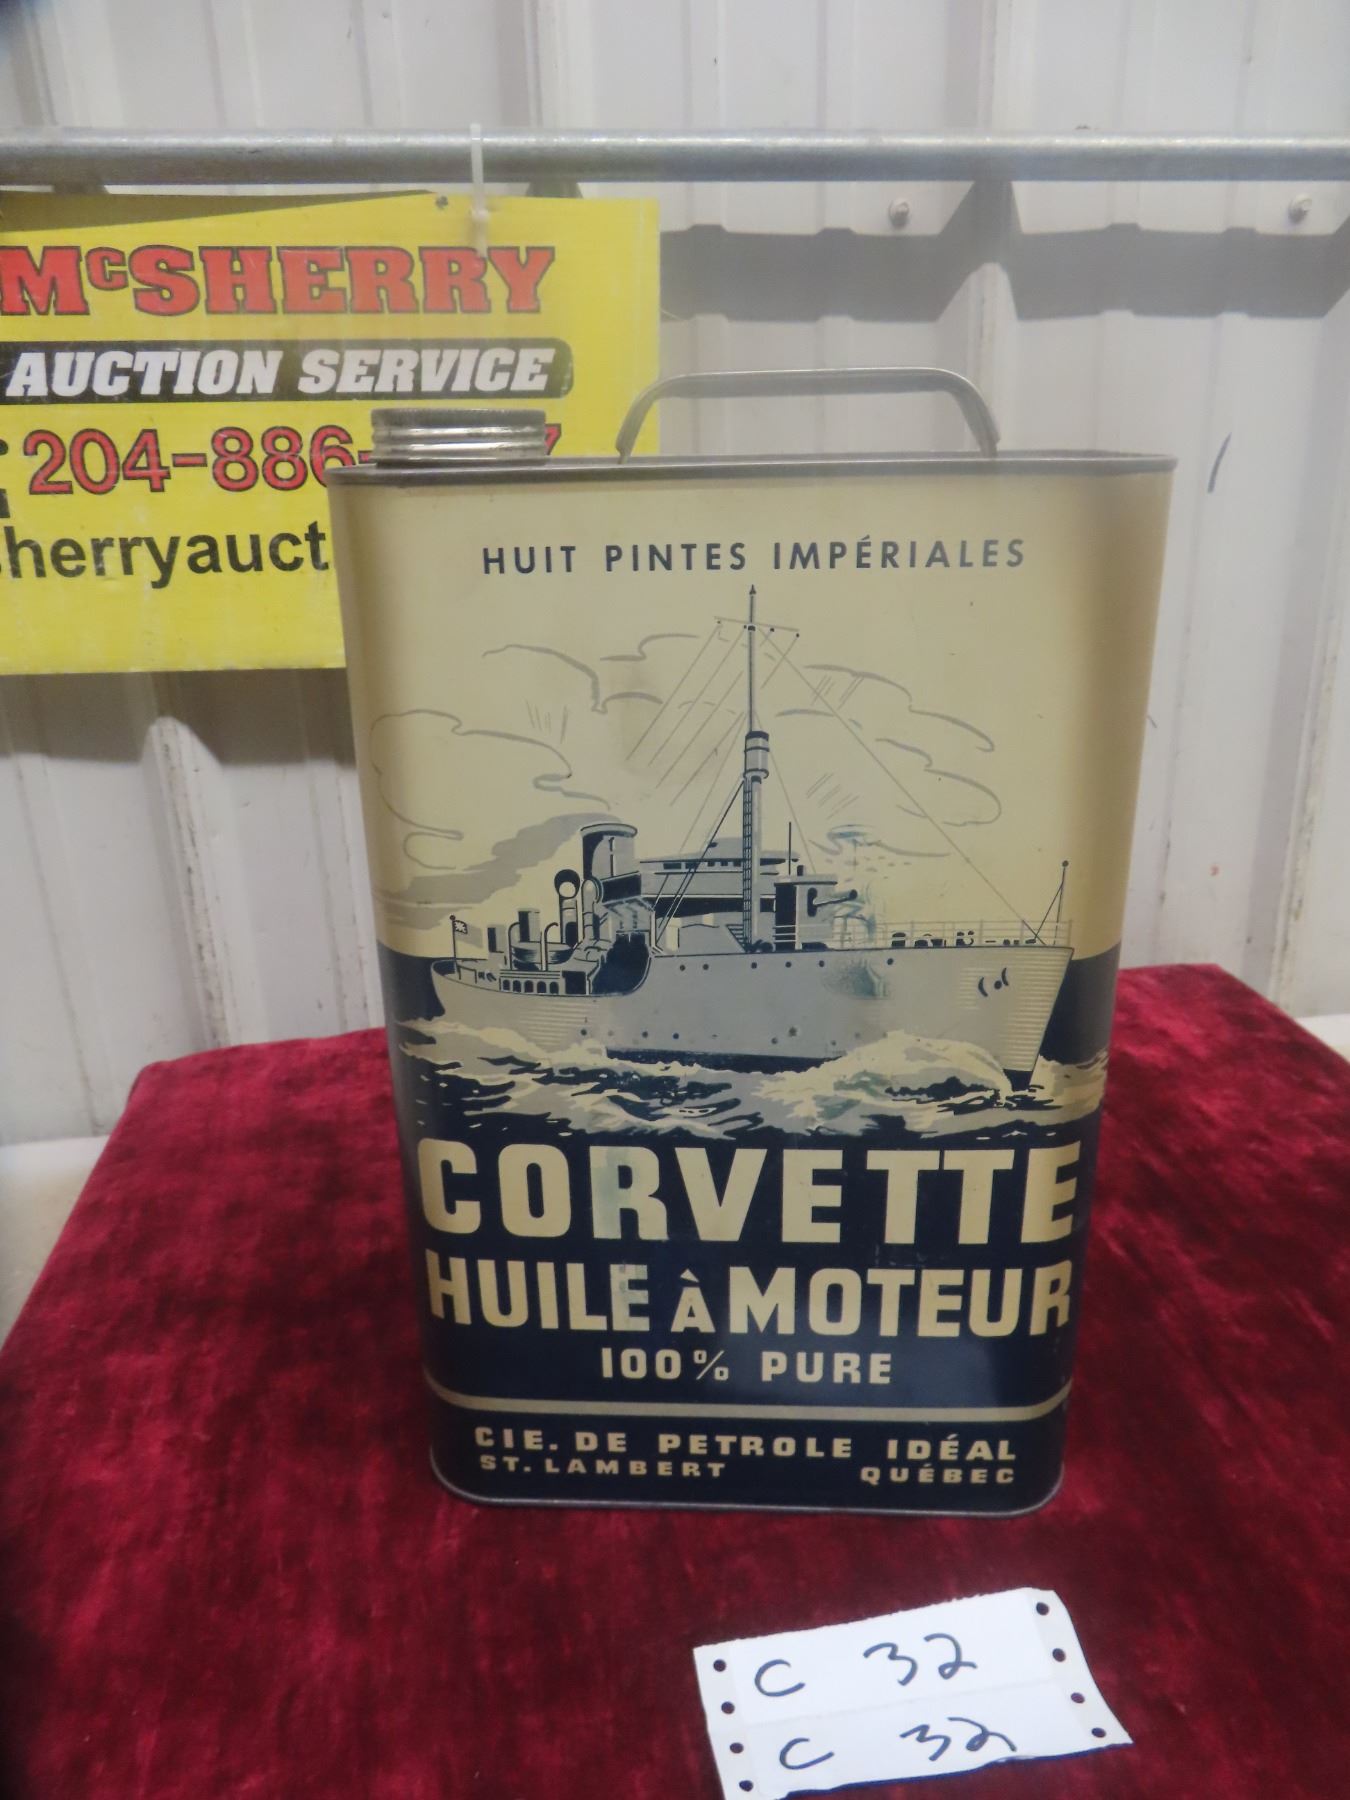 McSHERRY
AUCTION SERVICE
204-886-
sherryauct
HUIT PINTES IMPÉRIALES
CORVETTE
HUILE À MOTEUR
100% PURE
CIE. DE PETROLE IDÉAL
ST. LAMBERT QUÉBEC
C 32
C 32